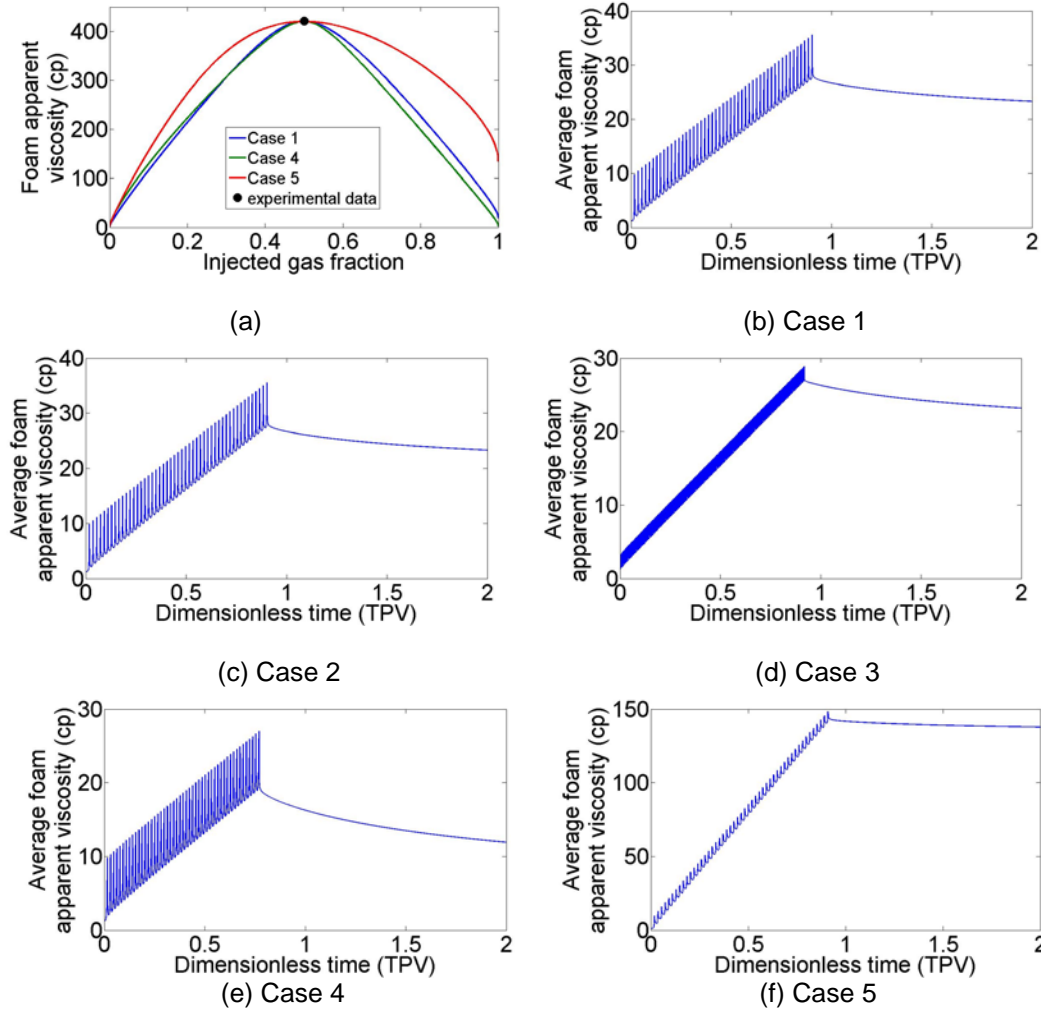 Foam apparent
viscosity (cp)
400
300
200
100
0
Case 1
Case 4
Case 5
experimental data
0
0.2
0.4
0.6
0.8
1
Injected gas fraction
(a)
Average foam
apparent viscosity (cp)
40
30
20
10
0
0
0.5
1
1.5
2
Dimensionless time (TPV)
(b) Case 1
Average foam
apparent viscosity (cp)
40
30
20
10
0
0
0.5
1
1.5
2
Dimensionless time (TPV)
(c) Case 2
Average foam
apparent viscosity (cp)
30
20
10
0
0
0.5
1
1.5
2
Dimensionless time (TPV)
(d) Case 3
Average foam
apparent viscosity (cp)
30
20
10
0
0
0.5
1
1.5
2
Dimensionless time (TPV)
(e) Case 4
Average foam
apparent viscosity (cp)
150
100
50
0
0
0.5
1
1.5
2
Dimensionless time (TPV)
(f) Case 5